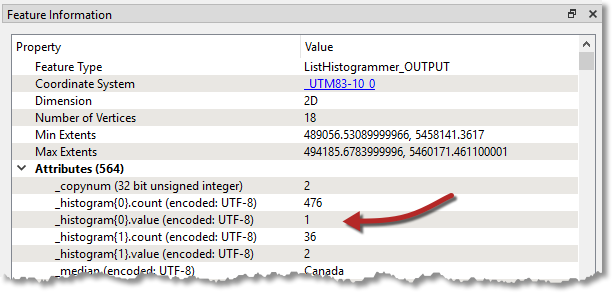 Feature Information
Property Value
Feature Type ListHistogrammer_OUTPUT
Coordinate System _UTM83-10_0
Dimension 2D
Number of Vertices 18
Min Extents 489056.53089999966, 5458141.3617
Max Extents 494185.6783999996, 5460171.461100001
Attributes (564)
_copynum (32 bit unsigned integer) 2
_histogram{0}.count (encoded: UTF-8) 476
_histogram{0}.value (encoded: UTF-8) 1
_histogram{1}.count (encoded: UTF-8) 36
_histogram{1}.value (encoded: UTF-8) 2
_median (encoded: UTF-8) Canada